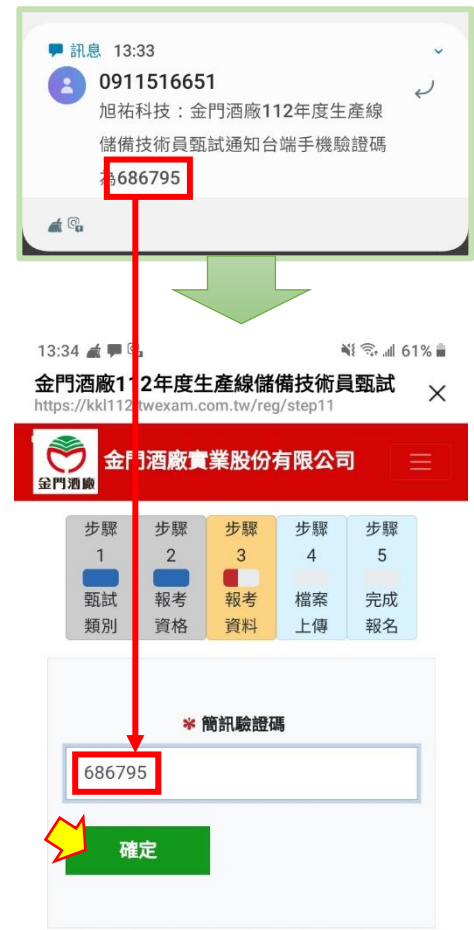 訊息 13:33
0911516651
旭祐科技：金門酒廠112年度生產線
儲備技術員甄試通知台端手機驗證碼
為686795
13:34 61%
金門酒廠112年度生產線儲備技術員甄試
https://kkl112.twexam.com.tw/reg/step11
金門酒廠
金門酒廠實業股份有限公司
步驟 步驟 步驟 步驟 步驟
1 2 3 4 5
甄試 報考 報考 檔案 完成
類別 資格 資料 上傳 報名
* 簡訊驗證碼
686795
確定